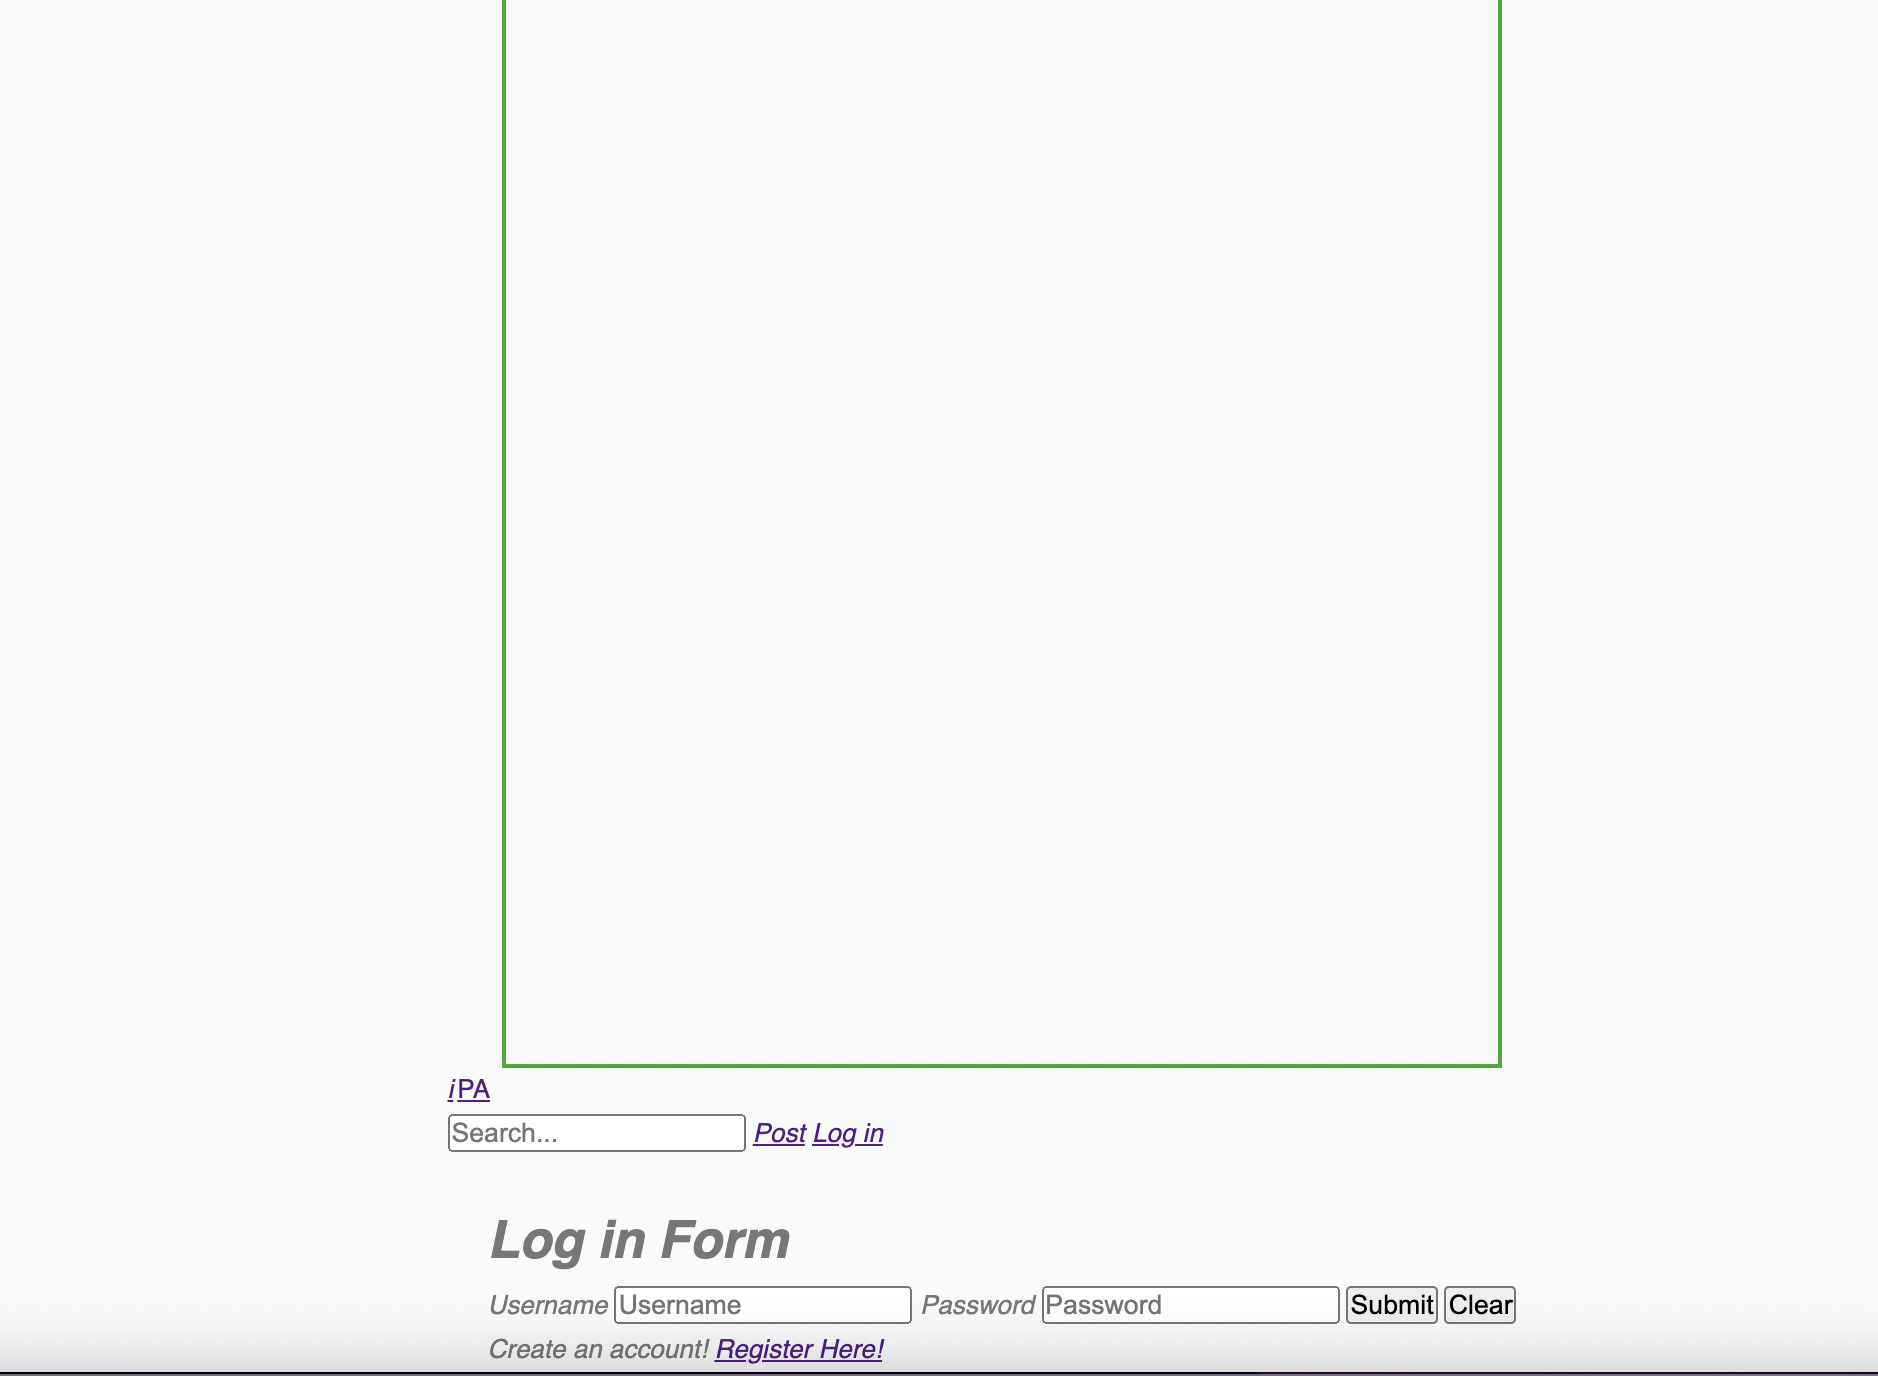 iPA
Search... Post Log in
Log in Form
Username Username Password Password Submit Clear
Create an account! Register Here!